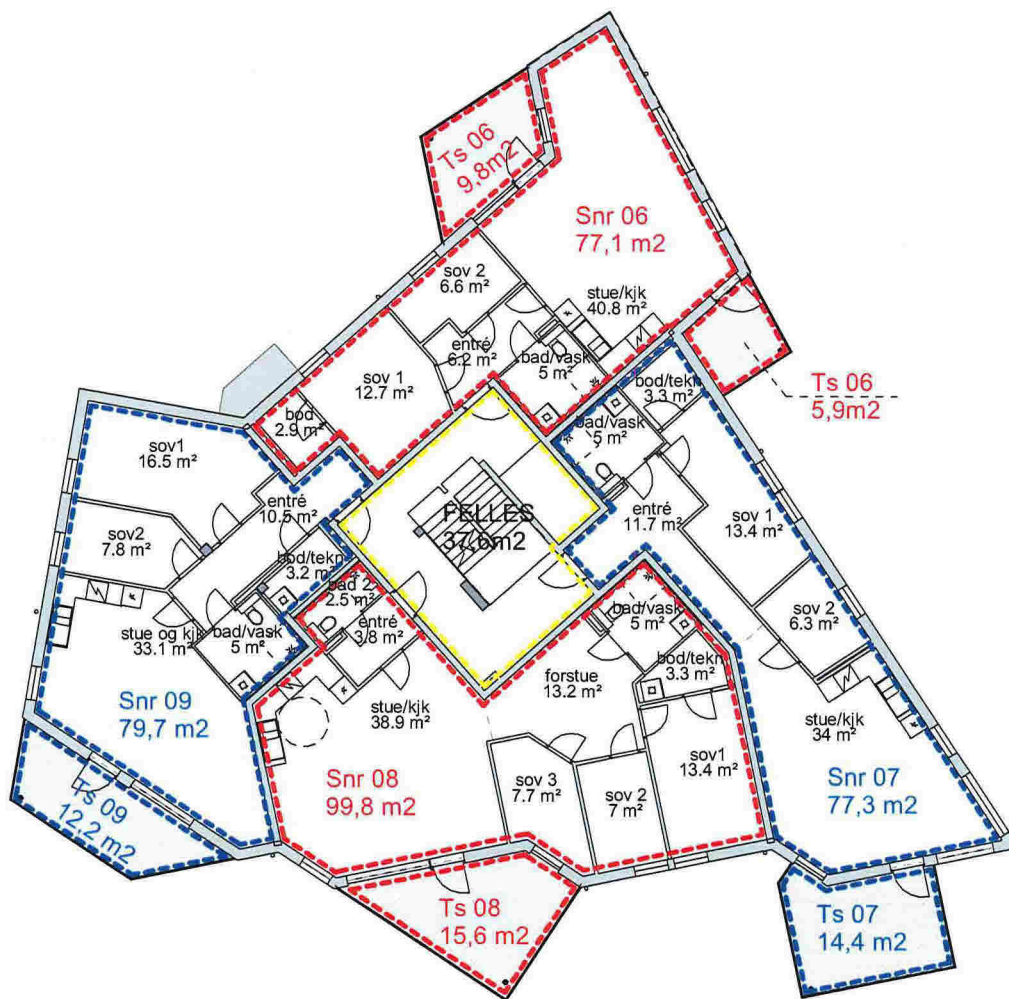 Ts 06
9,8m2
Snr 06
77,1 m2
sov 2
6.6 m²
stue/kjk
40.8 m²
entré
6.2 m²
bad/vask
5 m²
sov 1
12.7 m²
bod
2.9 m²
Ts 06
5,9m2
bod/tekn
3.3 m²
bad/vask
5 m²
entré
11.7 m²
sov 1
13.4 m²
sov 2
6.3 m²
stue/kjk
34 m²
Snr 07
77,3 m2
Ts 07
14,4 m2
FELLES
37,6m2
sov1
16.5 m²
sov2
7.8 m²
entré
10.5 m²
bod/tekn
3.2 m²
bad/vask
5 m²
stue og kjk
33.1 m²
Snr 09
79,7 m2
Ts 09
12,2 m2
bad 2
2.5 m²
entré
3.8 m²
stue/kjk
38.9 m²
forstue
13.2 m²
bad/vask
5 m²
bod/tekn
3.3 m²
sov1
13.4 m²
sov 3
7.7 m²
sov 2
7 m²
Snr 08
99,8 m2
Ts 08
15,6 m2